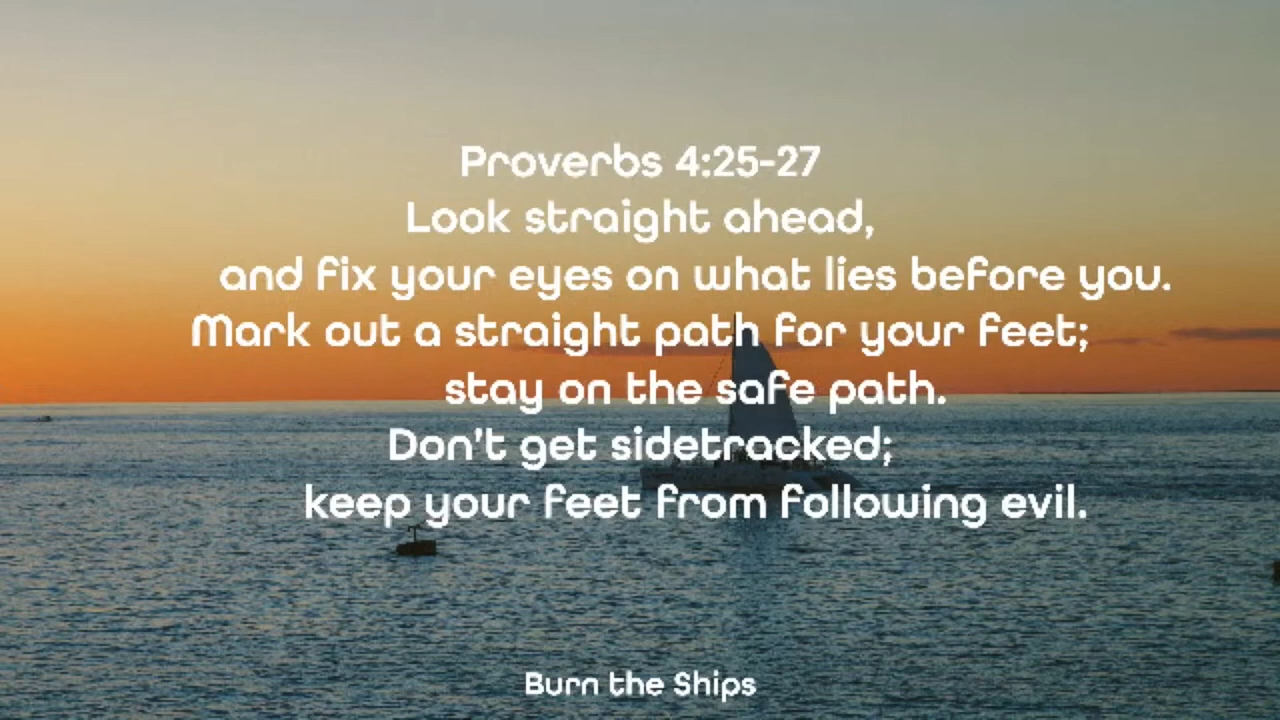 Proverbs 4:25-27
Look straight ahead,
and fix your eyes on what lies before you.
Mark out a straight path for your feet;
stay on the safe path.
Don't get sidetracked;
keep your feet from following evil.
Burn the Ships